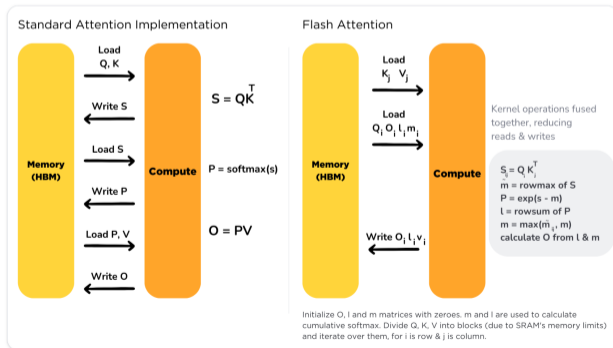 Standard Attention Implementation
Load
Q, K
Write S
Load S
Write P
Load P, V
Write O
Memory
(HBM)
Compute
S = QK^T
P = softmax(s)
O = PV
Flash Attention
Load
K_j V_j
Load
Q_i O_i l_i m_i
Write O_i l_i v_i
Memory
(HBM)
Compute
Kernel operations fused
together, reducing
reads & writes
S_ij = Q_i K_j^T
m̃ = rowmax of S
P = exp(s - m)
l = rowsum of P
m = max(m̃_ij, m)
calculate O from l & m
Initialize O, l and m matrices with zeroes. m and l are used to calculate
cumulative softmax. Divide Q, K, V into blocks (due to SRAM's memory limits)
and iterate over them, for i is row & j is column.